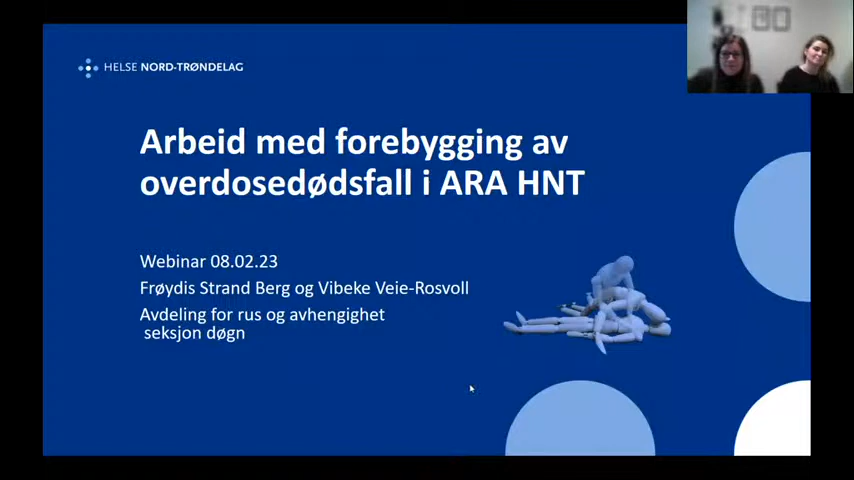 HELSE NORD-TRØNDELAG
Arbeid med forebygging av
overdosedødsfall i ARA HNT
Webinar 08.02.23
Frøydis Strand Berg og Vibeke Veie-Rosvoll
Avdeling for rus og avhengighet
seksjon døgn